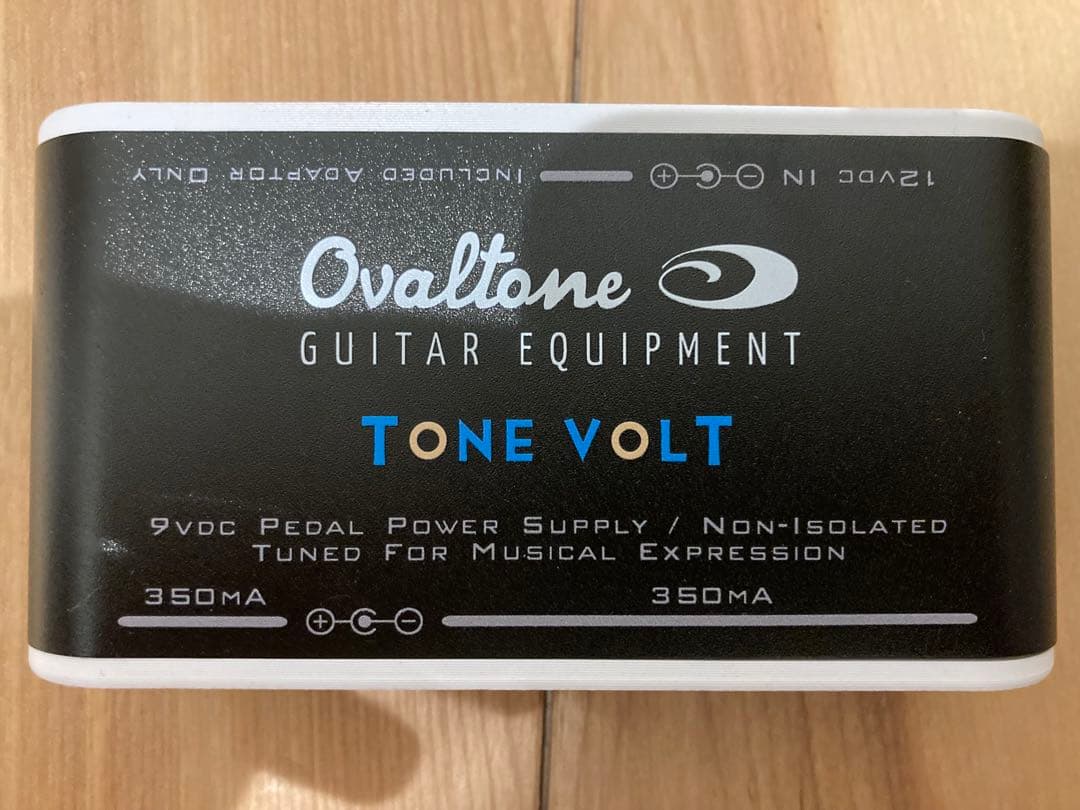 12VDC IN Included Adaptor Only
Ovaltone
GUITAR EQUIPMENT
TONE VOLT
9VDC Pedal Power Supply / Non-Isolated
Tuned For Musical Expression
350mA 350mA